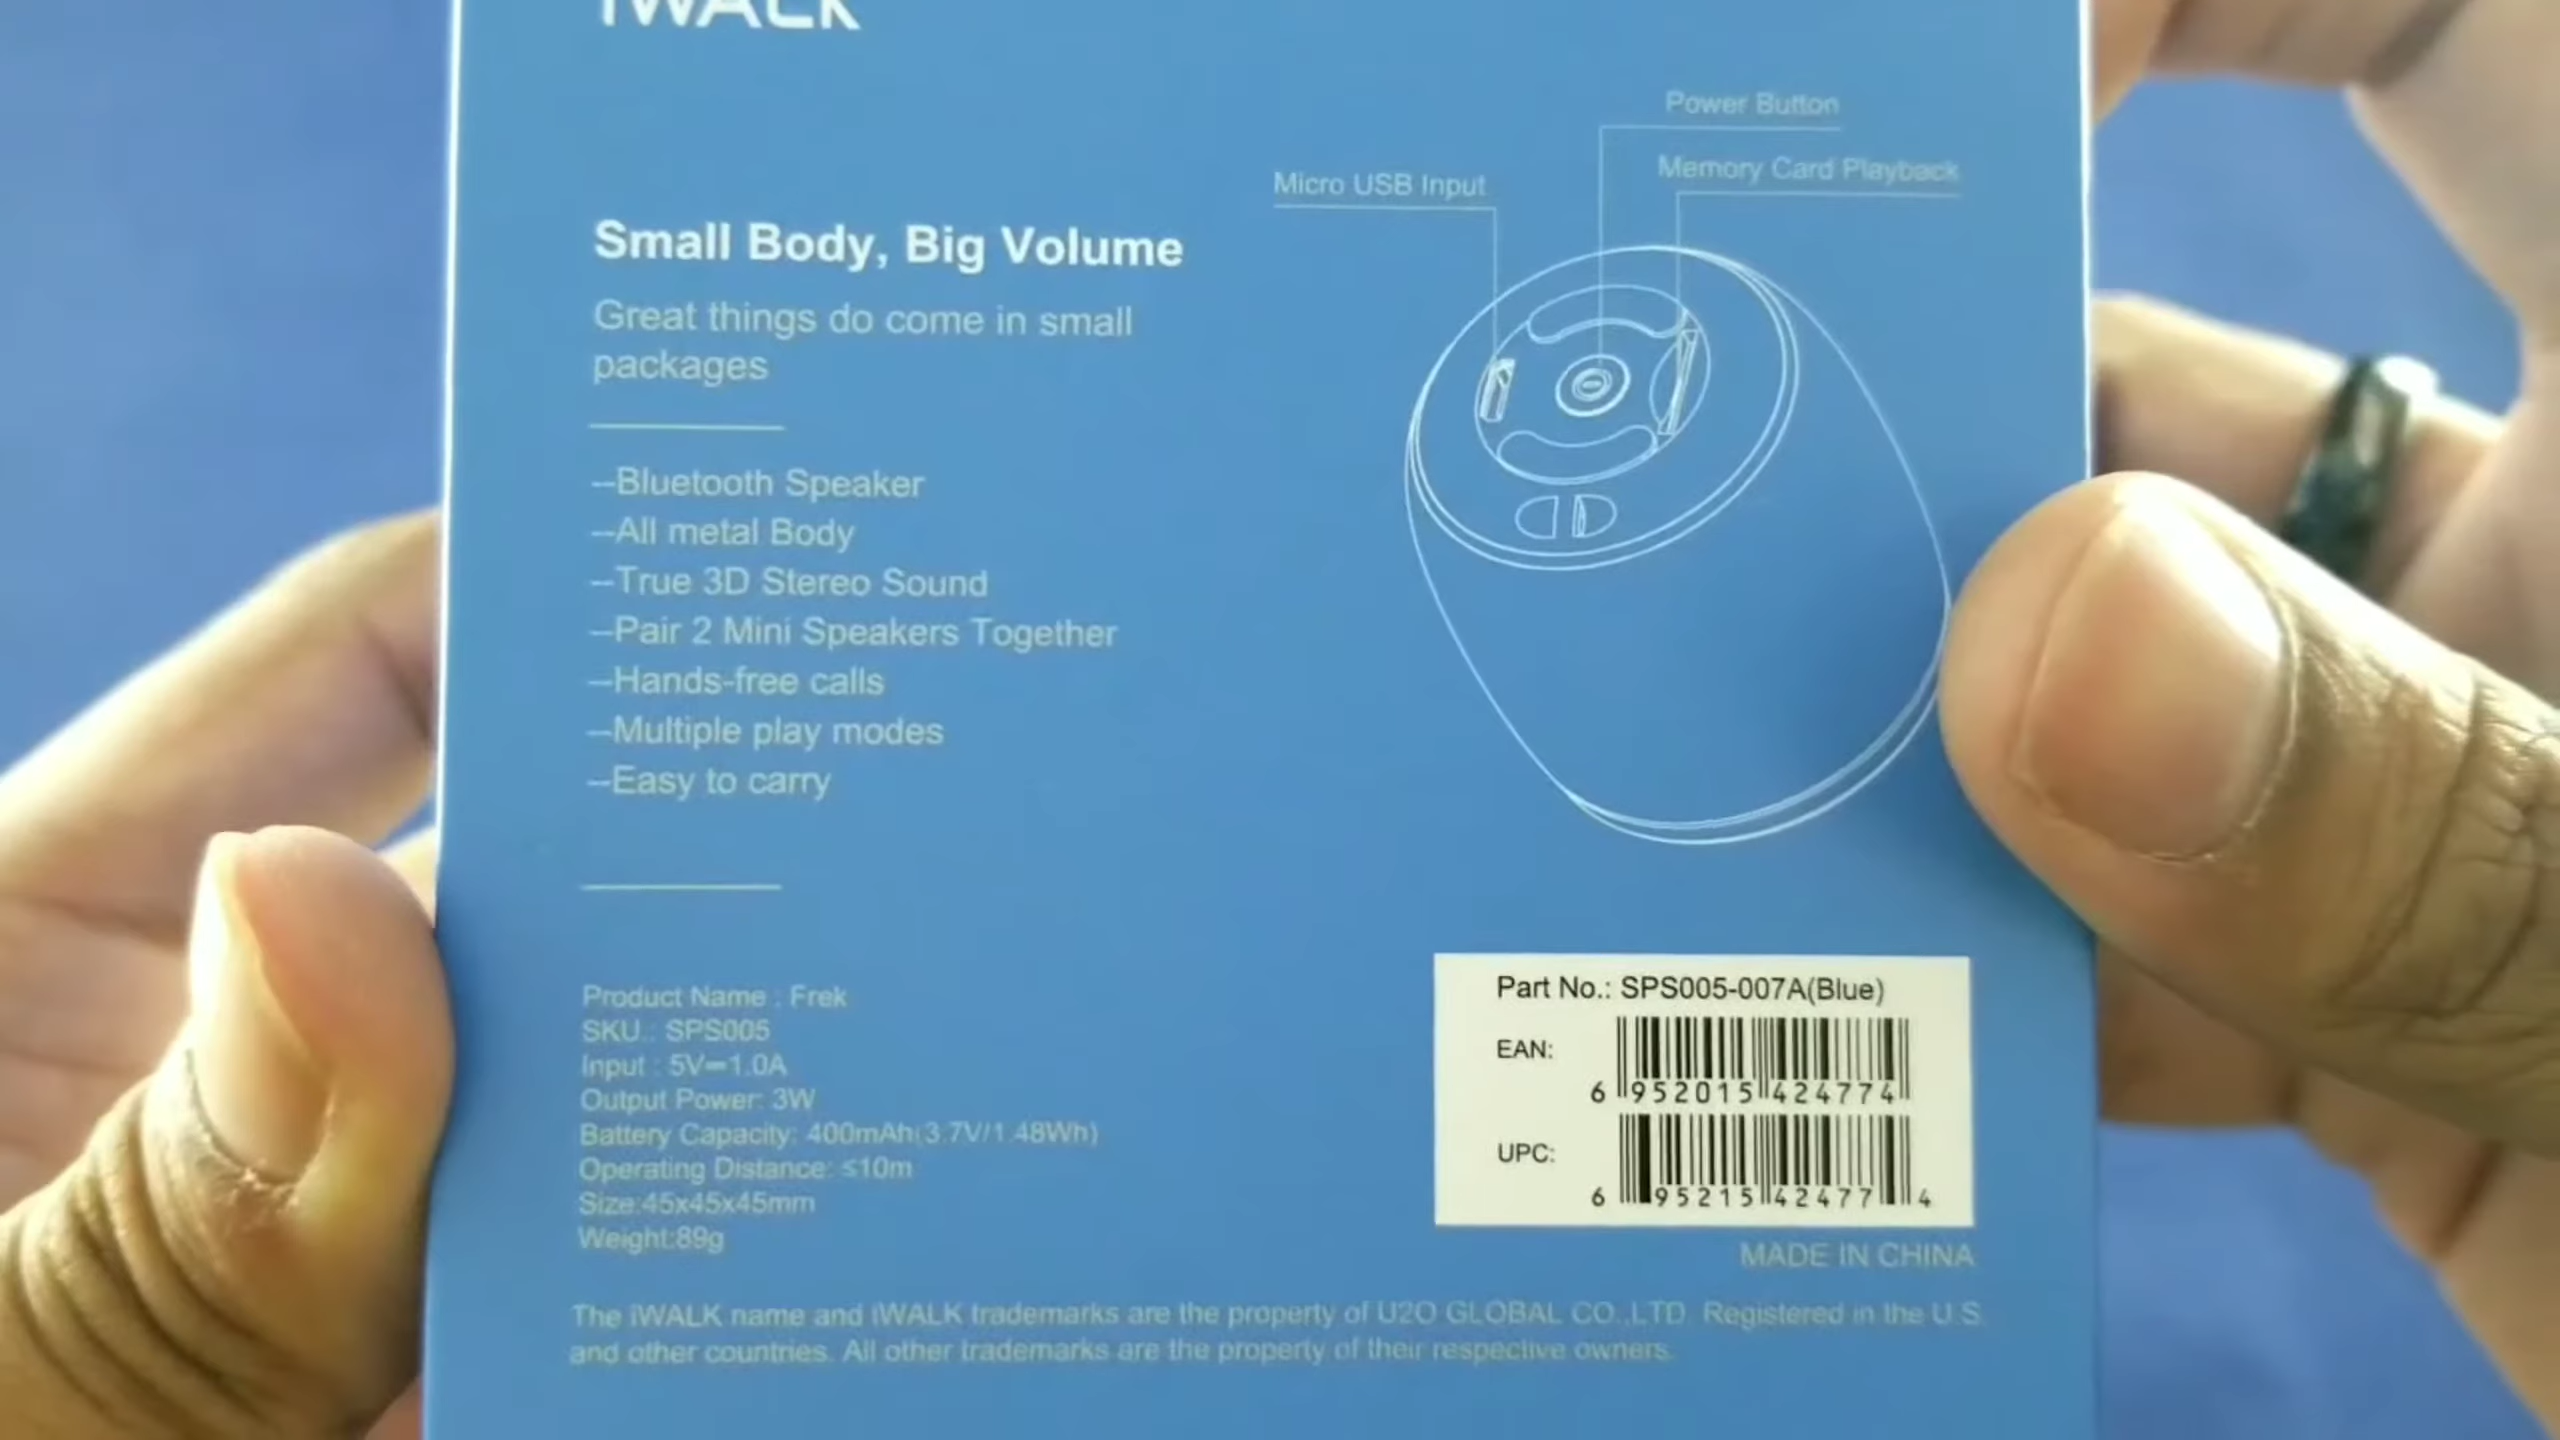 iWALK
Power Button
Memory Card Playback
Micro USB Input
Small Body, Big Volume
Great things do come in small
packages
–Bluetooth Speaker
–All metal Body
–True 3D Stereo Sound
–Pair 2 Mini Speakers Together
–Hands-free calls
–Multiple play modes
–Easy to carry
Product Name : Frek
SKU.: SPS005
Input : 5V⎓1.0A
Output Power: 3W
Battery Capacity: 400mAh(3.7V/1.48Wh)
Operating Distance: ≤10m
Size:45x45x45mm
Weight:89g
Part No.: SPS005-007A(Blue)
EAN:
6 952015 424774
UPC:
6 95215 42477 4
MADE IN CHINA
The iWALK name and iWALK trademarks are the property of U2O GLOBAL CO.,LTD. Registered in the U.S.
and other countries. All other trademarks are the property of their respective owners.